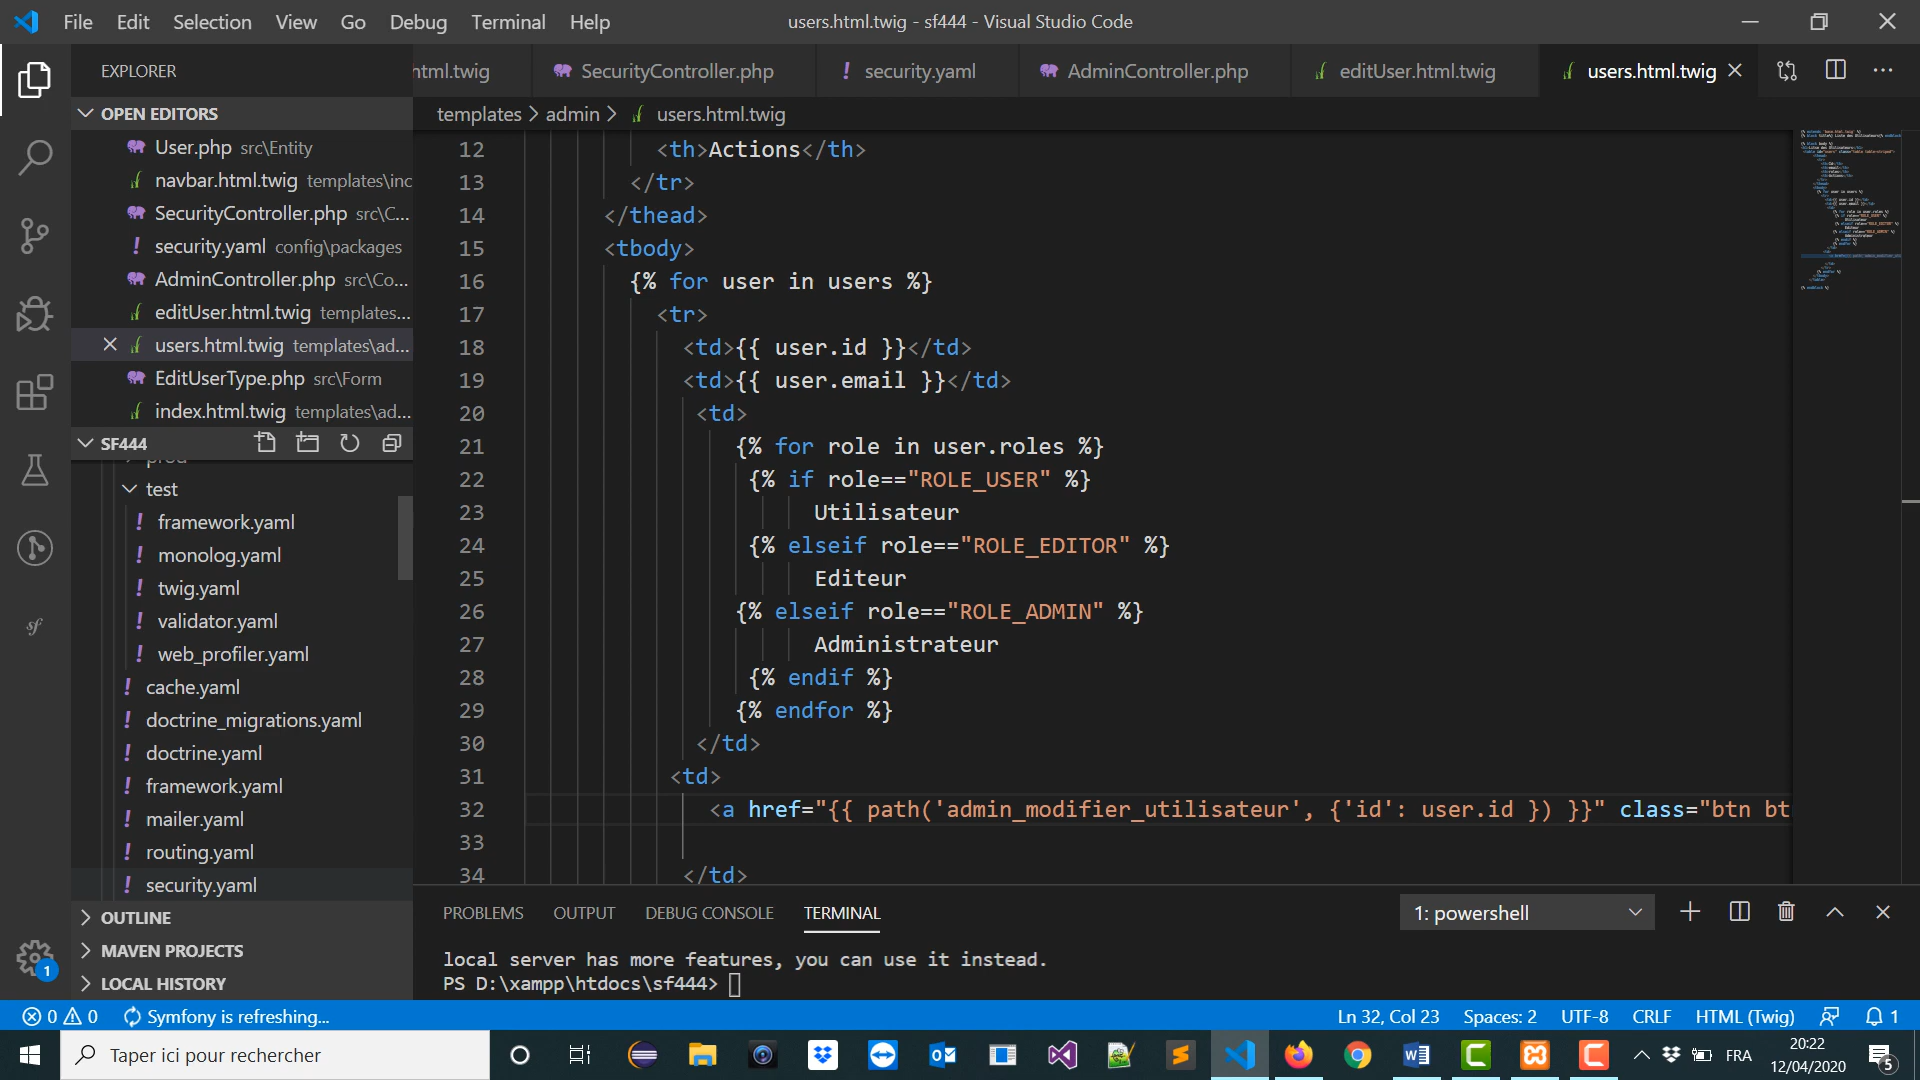 File Edit Selection View Go Debug Terminal Help
users.html.twig - sf444 - Visual Studio Code
EXPLORER
html.twig
SecurityController.php
! security.yaml
AdminController.php
editUser.html.twig
users.html.twig
OPEN EDITORS
User.php src\Entity
navbar.html.twig templates\inc
SecurityController.php src\C...
! security.yaml config\packages
AdminController.php src\Co...
editUser.html.twig templates...
users.html.twig templates\ad...
EditUserType.php src\Form
index.html.twig templates\ad...
SF444
prod
test
! framework.yaml
! monolog.yaml
! twig.yaml
! validator.yaml
! web_profiler.yaml
! cache.yaml
! doctrine_migrations.yaml
! doctrine.yaml
! framework.yaml
! mailer.yaml
! routing.yaml
! security.yaml
OUTLINE
MAVEN PROJECTS
LOCAL HISTORY
templates > admin > users.html.twig
12 <th>Actions</th>
13 </tr>
14 </thead>
15 <tbody>
16 {% for user in users %}
17 <tr>
18 <td>{{ user.id }}</td>
19 <td>{{ user.email }}</td>
20 <td>
21 {% for role in user.roles %}
22 {% if role=="ROLE_USER" %}
23 Utilisateur
24 {% elseif role=="ROLE_EDITOR" %}
25 Editeur
26 {% elseif role=="ROLE_ADMIN" %}
27 Administrateur
28 {% endif %}
29 {% endfor %}
30 </td>
31 <td>
32 <a href="{{ path('admin_modifier_utilisateur', {'id': user.id }) }}" class="btn bt
33
34 </td>
PROBLEMS OUTPUT DEBUG CONSOLE TERMINAL
1: powershell
local server has more features, you can use it instead.
PS D:\xampp\htdocs\sf444>
1
0 0 Symfony is refreshing...
Ln 32, Col 23 Spaces: 2 UTF-8 CRLF HTML (Twig) 1
Taper ici pour rechercher
FRA
20:22
12/04/2020
5